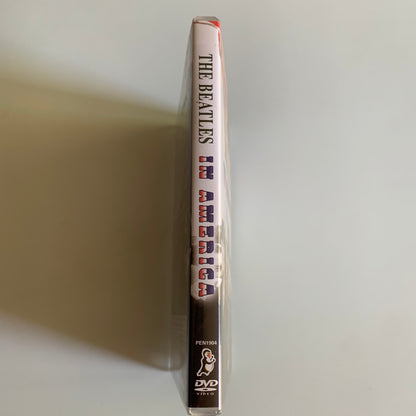 THE BEATLES IN AMERICA
PEN1904
DVD
VIDEO